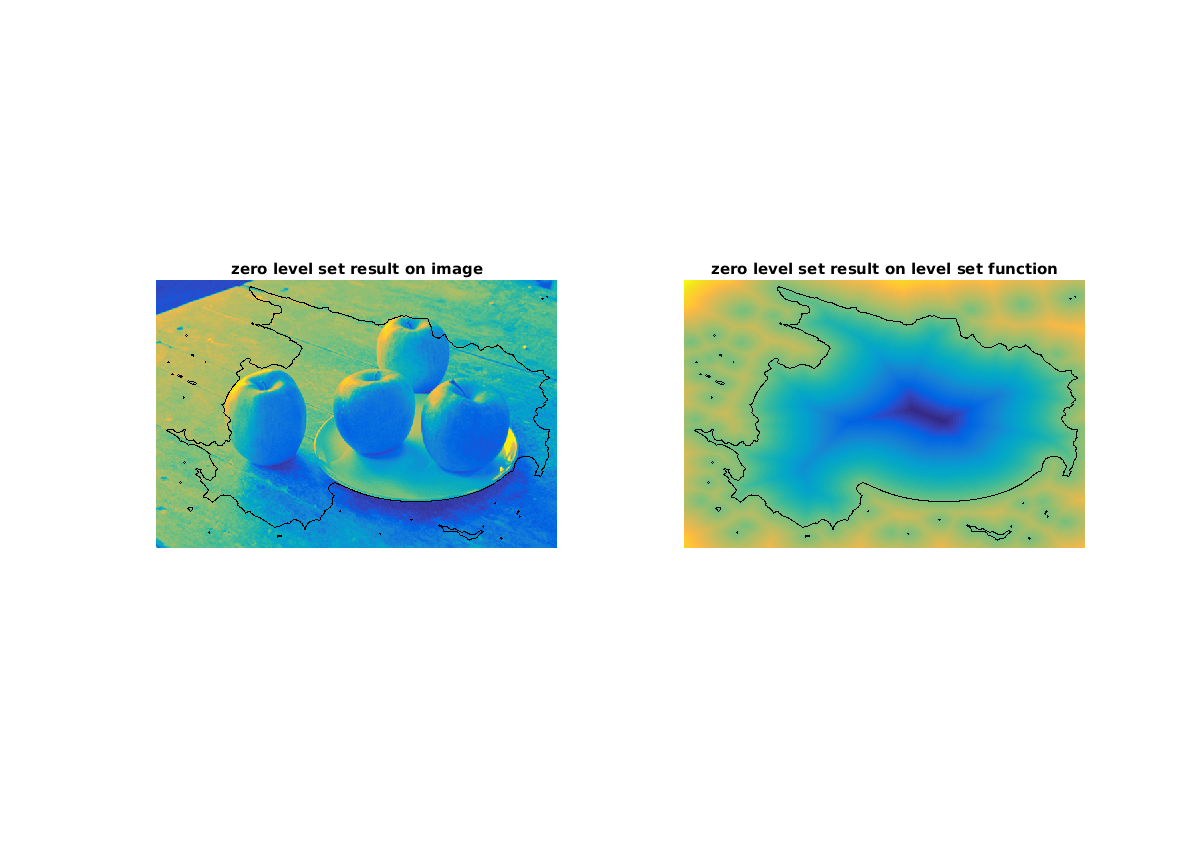 zero level set result on image
zero level set result on level set function